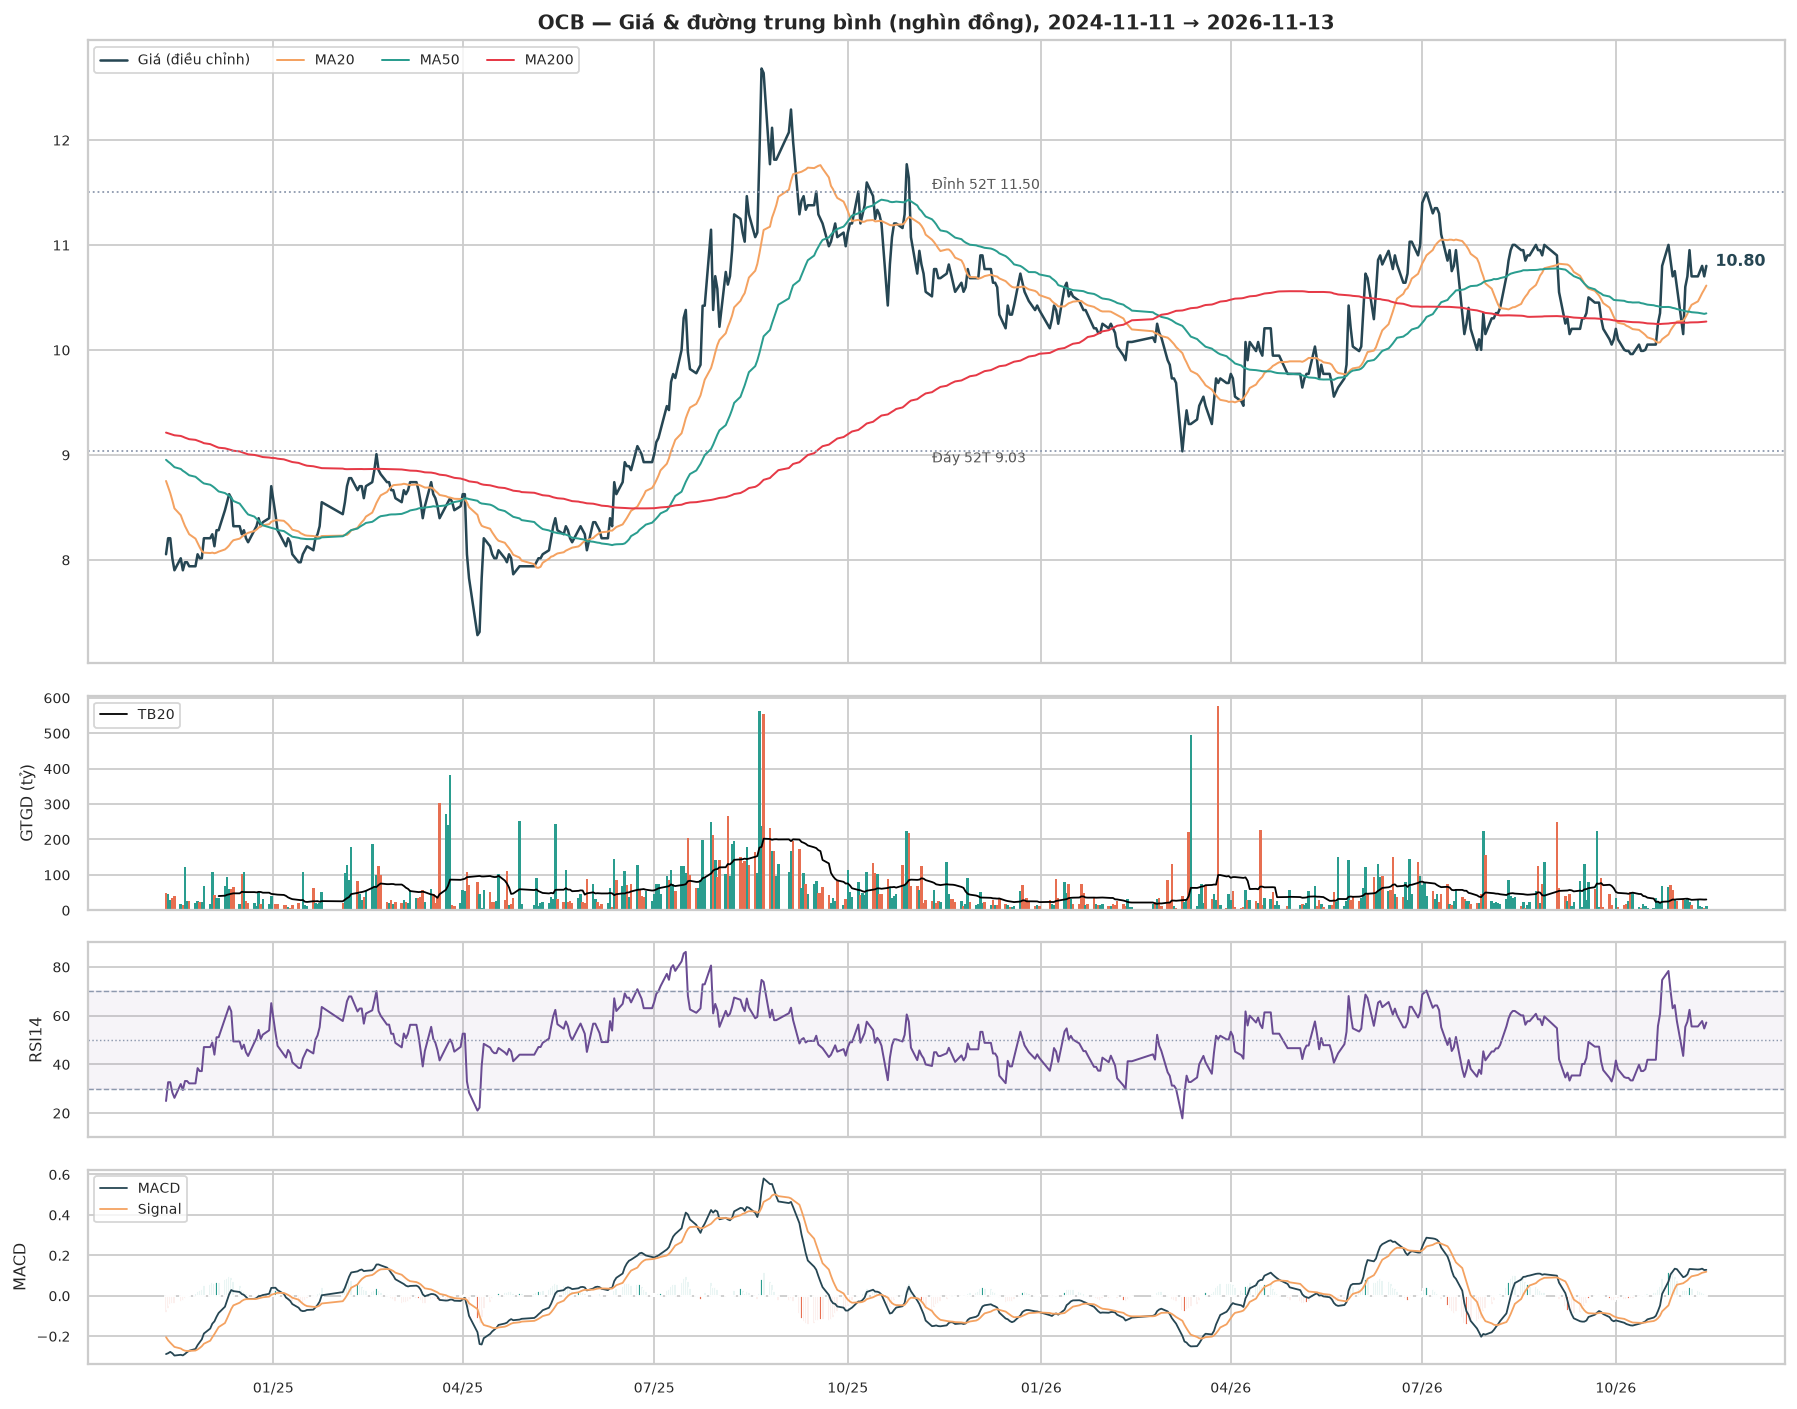 OCB — Giá & đường trung bình (nghìn đồng), 2024-11-11 → 2026-11-13
Giá (điều chỉnh) MA20 MA50 MA200
12
11
10
9
8
Đỉnh 52T 11.50
10.80
Đáy 52T 9.03
GTGD (tỷ)
600
500
400
300
200
100
0
TB20
RSI14
80
60
40
20
MACD
0.6
0.4
0.2
0.0
−0.2
MACD
Signal
01/25 04/25 07/25 10/25 01/26 04/26 07/26 10/26